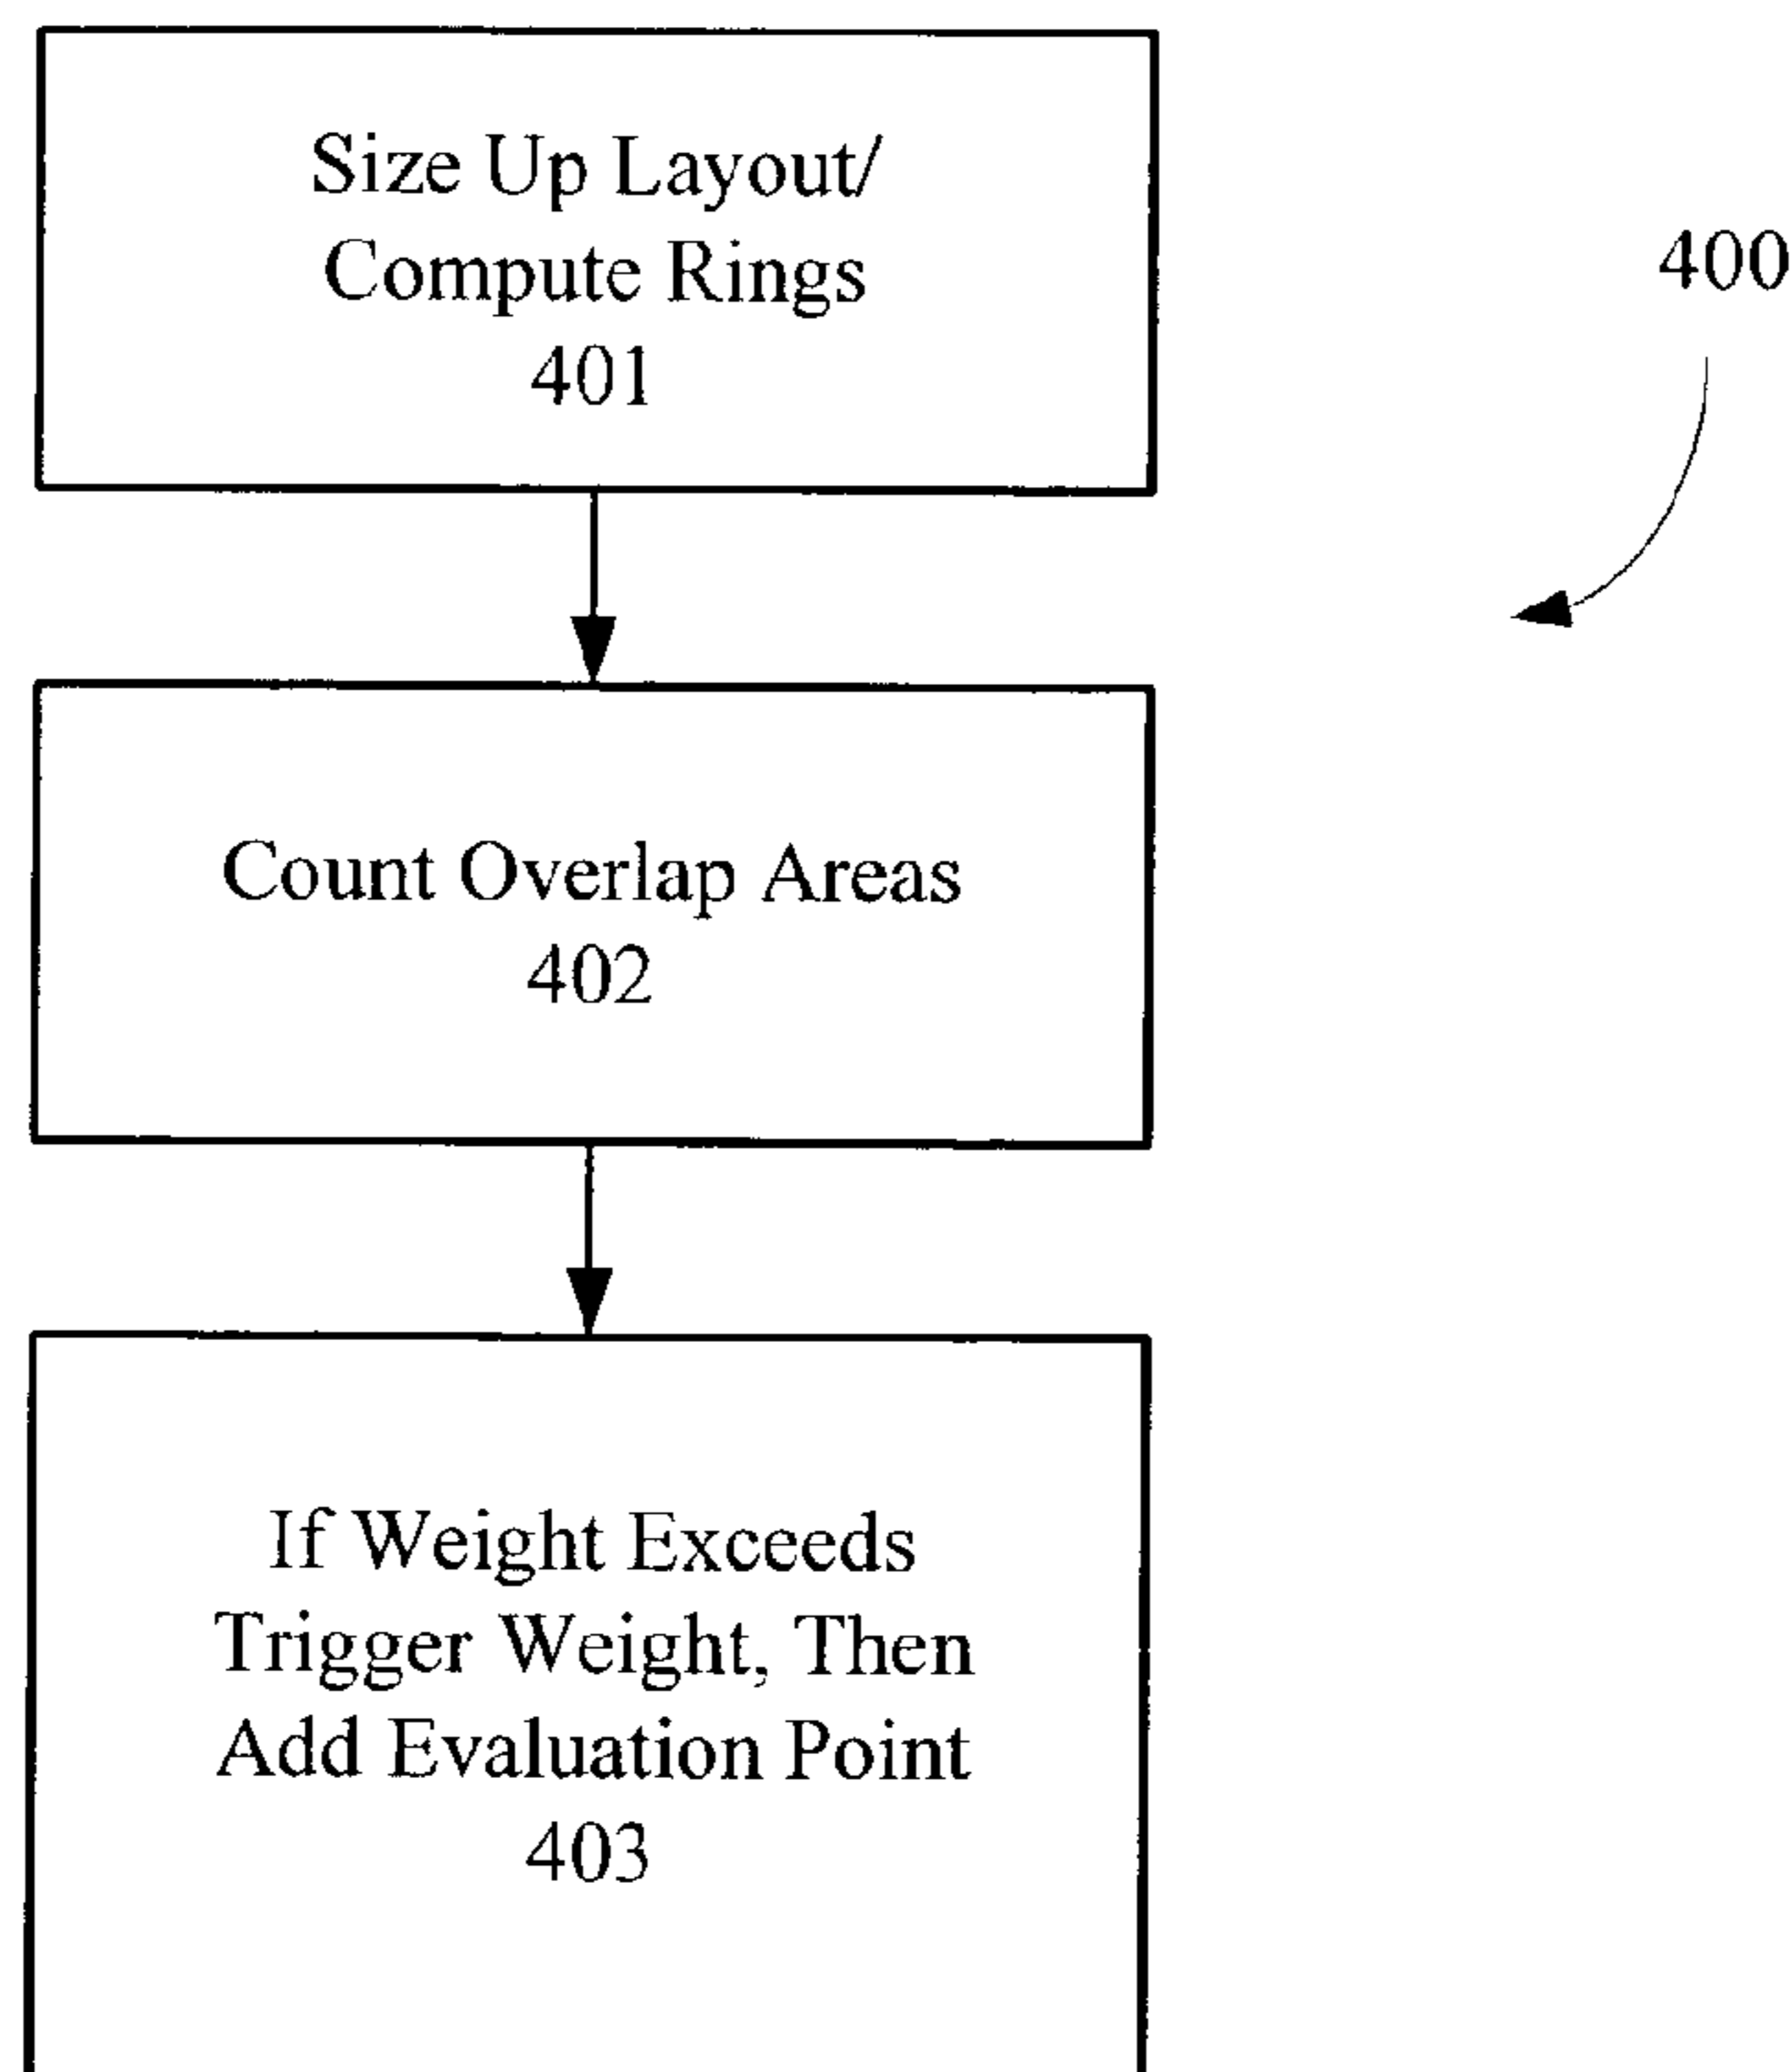 Size Up Layout/
Compute Rings
401
400
Count Overlap Areas
402
If Weight Exceeds
Trigger Weight, Then
Add Evaluation Point
403